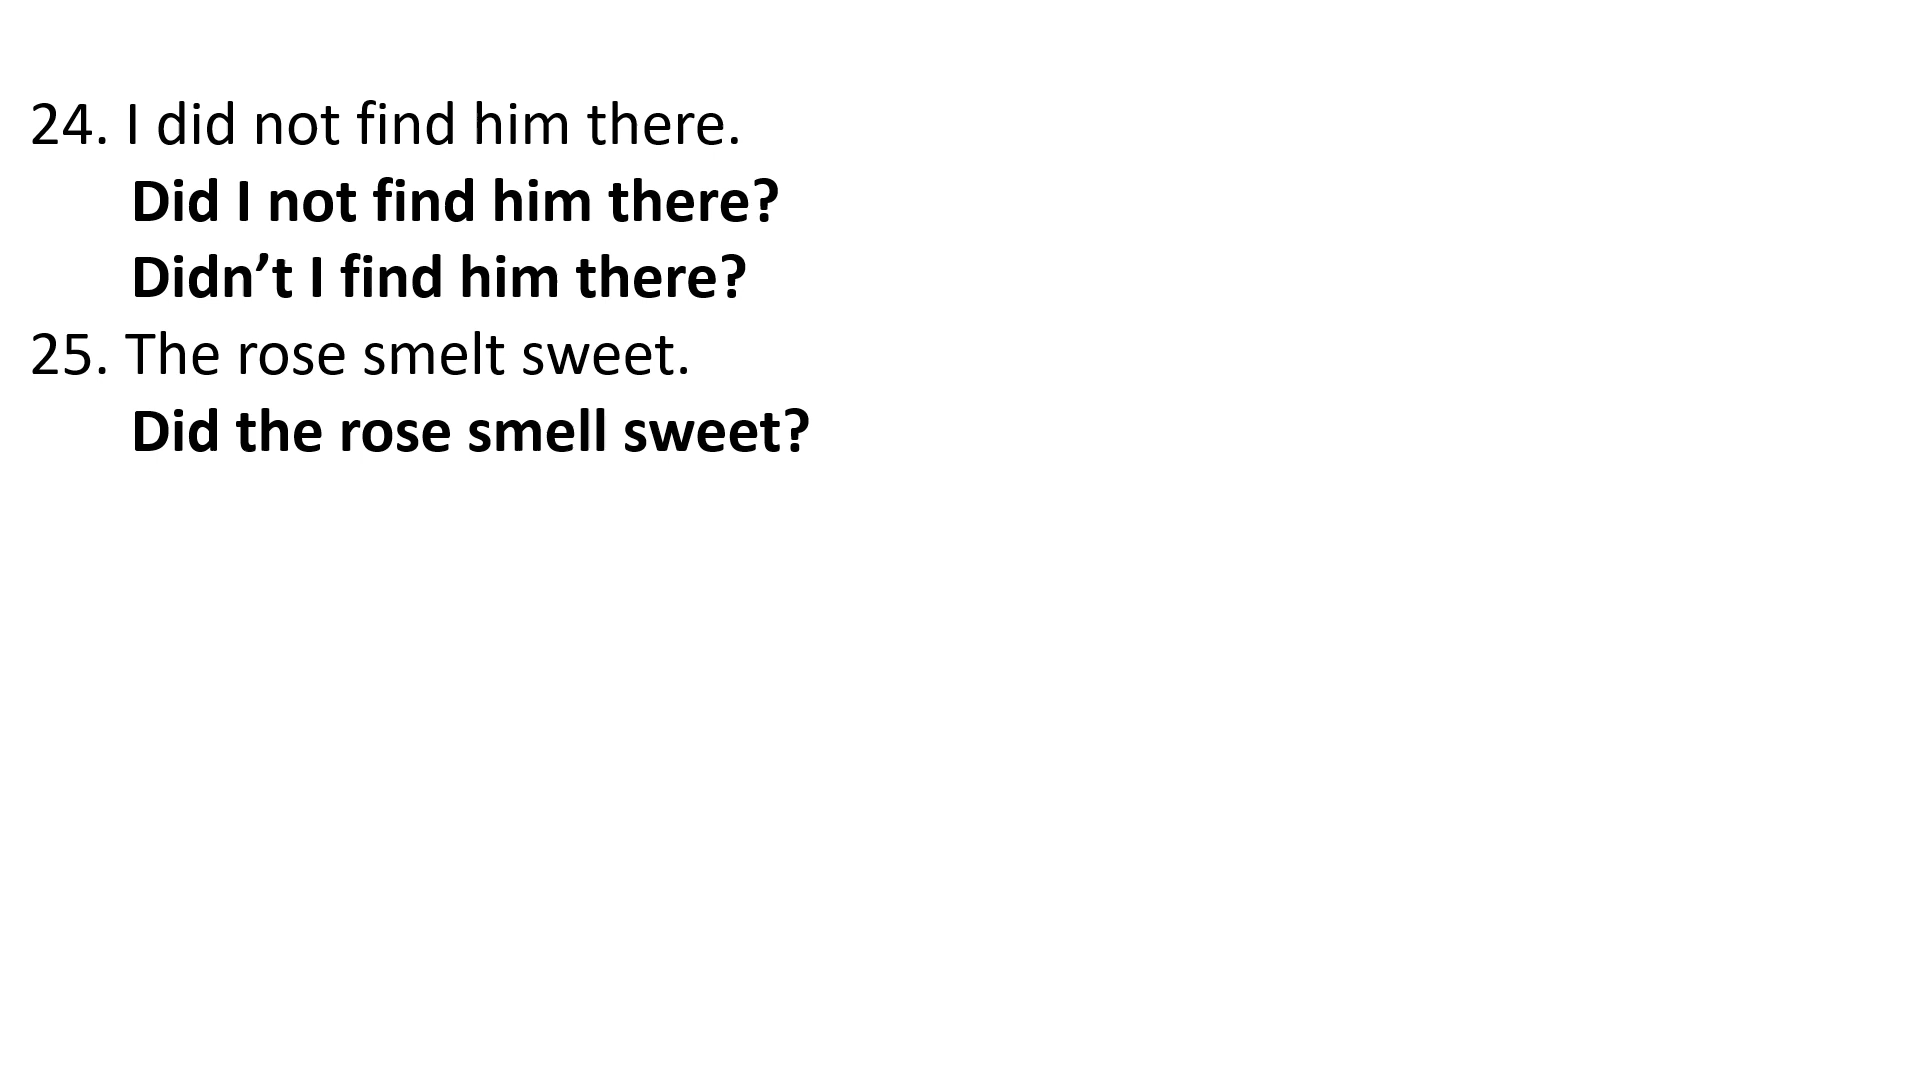 24. I did not find him there.
Did I not find him there?
Didn’t I find him there?
25. The rose smelt sweet.
Did the rose smell sweet?